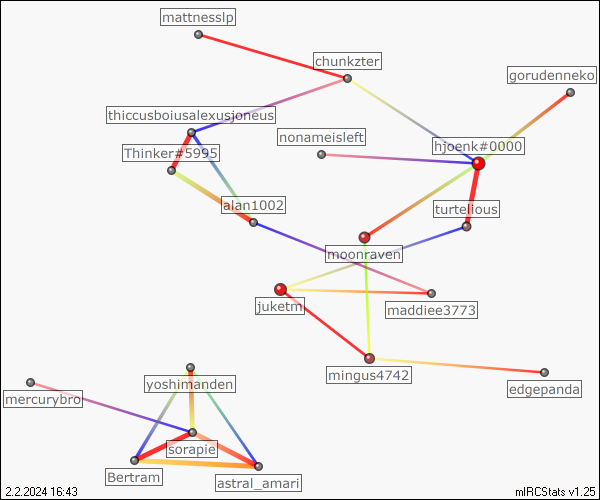 mattnesslp
chunkzter
gorudenneko
thiccusboiusalexusjoneus
nonameisleft
hjoenk#0000
Thinker#5995
alan1002
turtelious
moonraven
juketm
maddiee3773
mingus4742
edgepanda
yoshimanden
mercurybro
sorapie
Bertram
astral_amari
2.2.2024 16:43
mIRCStats v1.25